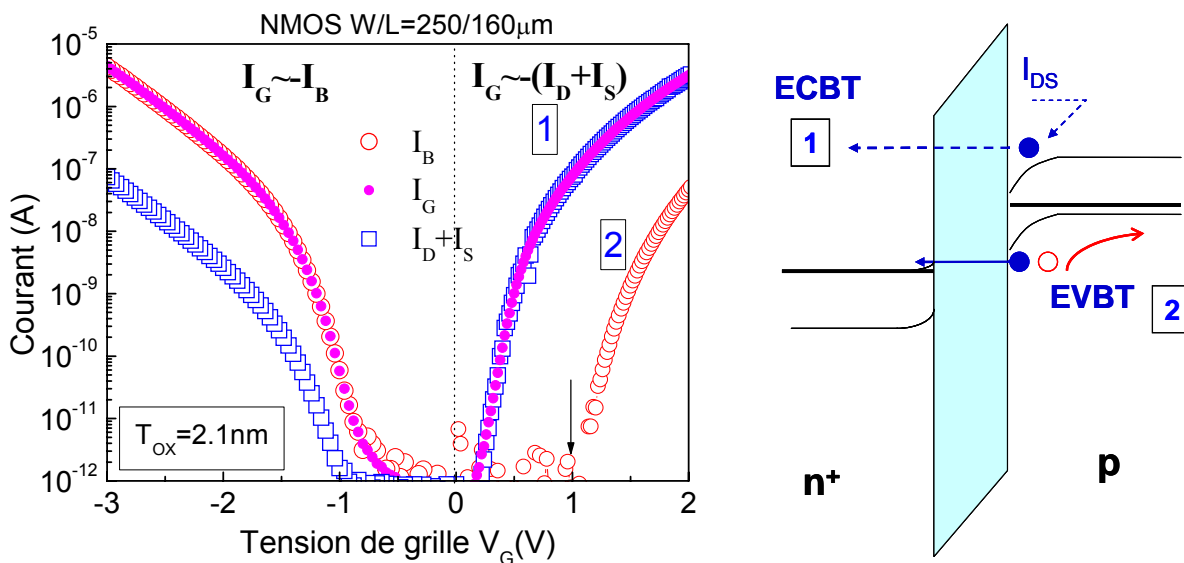 NMOS W/L=250/160μm
I_G~-I_B
I_G~-(I_D+I_S)
1
2
I_B
I_G
I_D+I_S
T_OX=2.1nm
Courant (A)
10^-5
10^-6
10^-7
10^-8
10^-9
10^-10
10^-11
10^-12
-3 -2 -1 0 1 2
Tension de grille V_G(V)
ECBT
1
I_DS
EVBT
2
n+
p